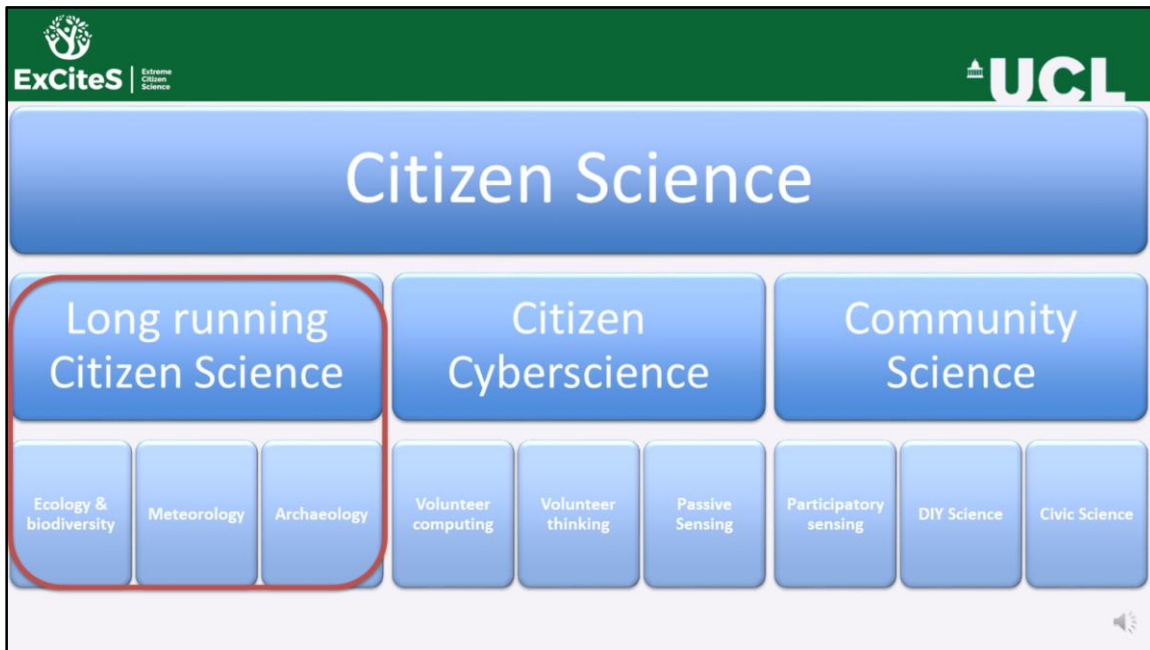 ExCiteS
Extreme
Citizen
Science
UCL
Citizen Science
Long running
Citizen Science
Citizen
Cyberscience
Community
Science
Ecology &
biodiversity
Meteorology
Archaeology
Volunteer
computing
Volunteer
thinking
Passive
Sensing
Participatory
sensing
DIY Science
Civic Science